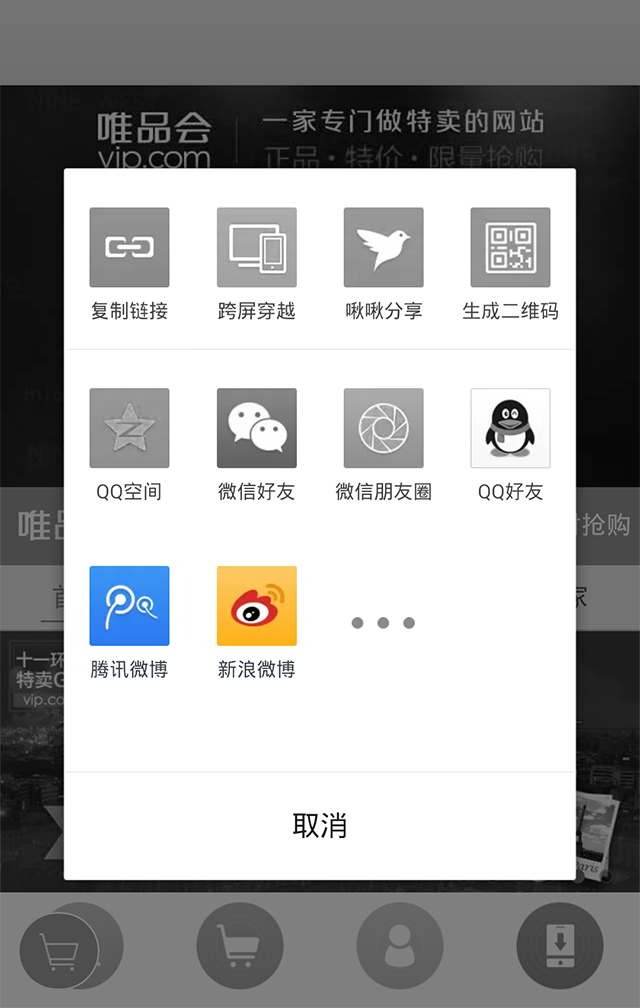 唯品会
vip.com
一家专门做特卖的网站
正品·特价·限量抢购
复制链接
跨屏穿越
啾啾分享
生成二维码
QQ空间
微信好友
微信朋友圈
QQ好友
唯品
抢购
首
家
腾讯微博
新浪微博
十一环
特卖G
vip.co
取消